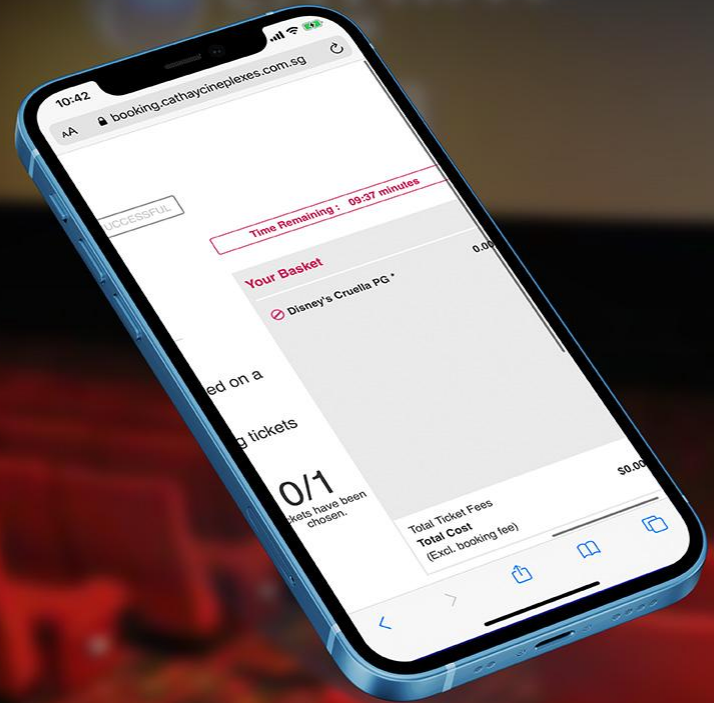 10:42
AA booking.cathaycineplexes.com.sg
UCCESSFUL
Time Remaining : 09:37 minutes
Your Basket
0.00
Disney's Cruella PG *
ed on a
g tickets
0/1
kets have been
chosen.
Total Ticket Fees
$0.00
Total Cost
(Excl. booking fee)